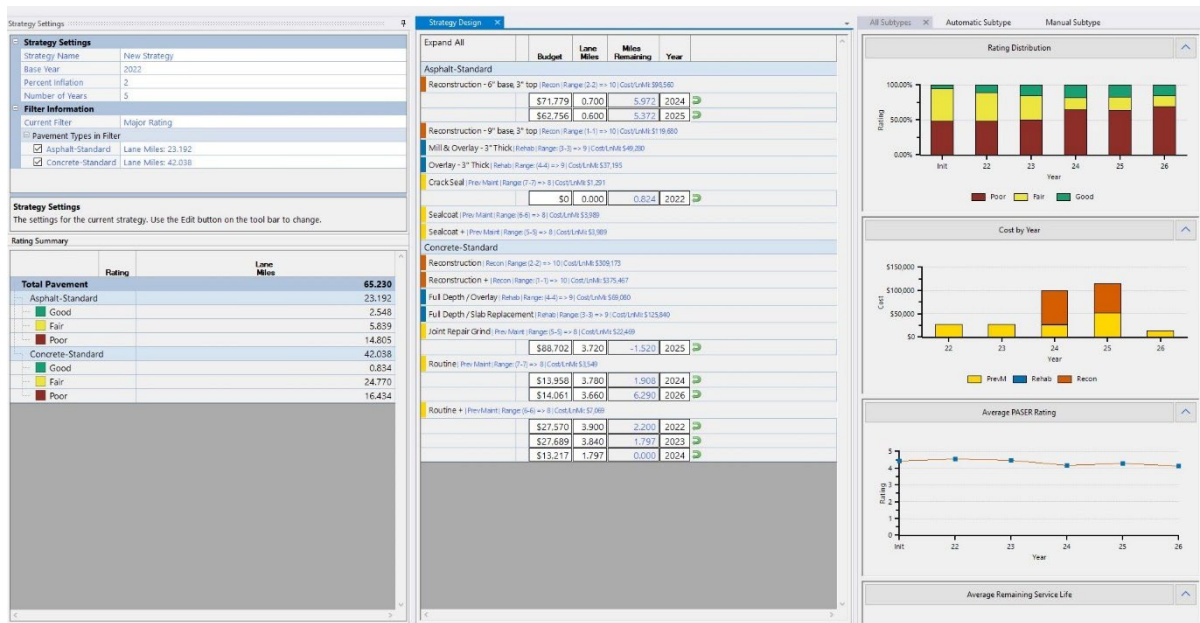 Strategy Settings
Strategy Settings
Strategy Name New Strategy
Base Year 2022
Percent Inflation 2
Number of Years 5
Filter Information
Current Filter Major Rating
Pavement Types in Filter
Asphalt-Standard Lane Miles: 23.192
Concrete-Standard Lane Miles: 42.038
Strategy Settings
The settings for the current strategy. Use the Edit button on the tool bar to change.
Rating Summary
Rating Lane Miles
Total Pavement 65.230
Asphalt-Standard 23.192
Good 2.548
Fair 5.839
Poor 14.805
Concrete-Standard 42.038
Good 0.834
Fair 24.770
Poor 16.434
Strategy Design
Expand All
Budget Lane Miles Miles Remaining Year
Asphalt-Standard
Reconstruction - 6" base, 3" top | Recon | Range (2-2) => 10 | Cost/LnMi: $98,560
$71.779 0.700 5.972 2024
$62,756 0.600 5.372 2025
Reconstruction - 9" base, 3" top | Recon | Range: (1-1) => 10 | Cost/LnMi: $119,680
Mill & Overlay - 3" Thick | Rehab | Range: (3-3) => 9 | Cost/LnMi: $49,280
Overlay - 3" Thick | Rehab | Range: (4-4) => 9 | Cost/LnMi: $37,195
Crack Seal | Prev Maint | Range (7-7) => 8 | Cost/LnMi: $1,291
$0 0.000 0.824 2022
Sealcoat | Prev Maint | Range: (6-6) => 8 | Cost/LnMi: $3,989
Sealcoat + | Prev Maint | Range: (5-5) => 8 | Cost/LnMi: $3,989
Concrete-Standard
Reconstruction | Recon | Range: (2-2) => 10 | Cost/LnMi: $309,173
Reconstruction + | Recon | Range: (1-1) => 10 | Cost/LnMi: $375,467
Full Depth / Overlay | Rehab | Range: (4-4) => 9 | Cost/LnMi: $69,080
Full Depth / Slab Replacement | Rehab | Range: (3-3) => 9 | Cost/LnMi: $125,840
Joint Repair Grind | Prev Maint | Range: (5-5) => 8 | Cost/LnMi: $22,469
$88.702 3.720 -1.520 2025
Routine | Prev Maint | Range: (7-7) => 8 | Cost/LnMi: $3,549
$13.958 3.780 1.908 2024
$14.061 3.660 6.290 2026
Routine + | Prev Maint | Range: (6-6) => 8 | Cost/LnMi: $7,069
$27.570 3.900 2.200 2022
$27.689 3.840 1.797 2023
$13.217 1.797 0.000 2024
All Subtypes Automatic Subtype Manual Subtype
Rating Distribution
100.00%
50.00%
0.00%
Rating
Init 22 23 24 25 26
Year
Poor Fair Good
Cost by Year
$150,000
$100,000
$50,000
$0
Cost
22 23 24 25 26
Year
PrevM Rehab Recon
Average PASER Rating
5
4
3
2
1
0
Rating
Init 22 23 24 25 26
Year
Average Remaining Service Life